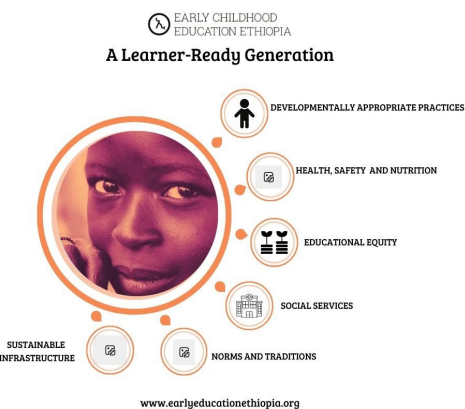 EARLY CHILDHOOD
EDUCATION ETHIOPIA
A Learner-Ready Generation
DEVELOPMENTALLY APPROPRIATE PRACTICES
HEALTH, SAFETY AND NUTRITION
EDUCATIONAL EQUITY
SOCIAL SERVICES
NORMS AND TRADITIONS
SUSTAINABLE
INFRASTRUCTURE
www.earlyeducationethiopia.org